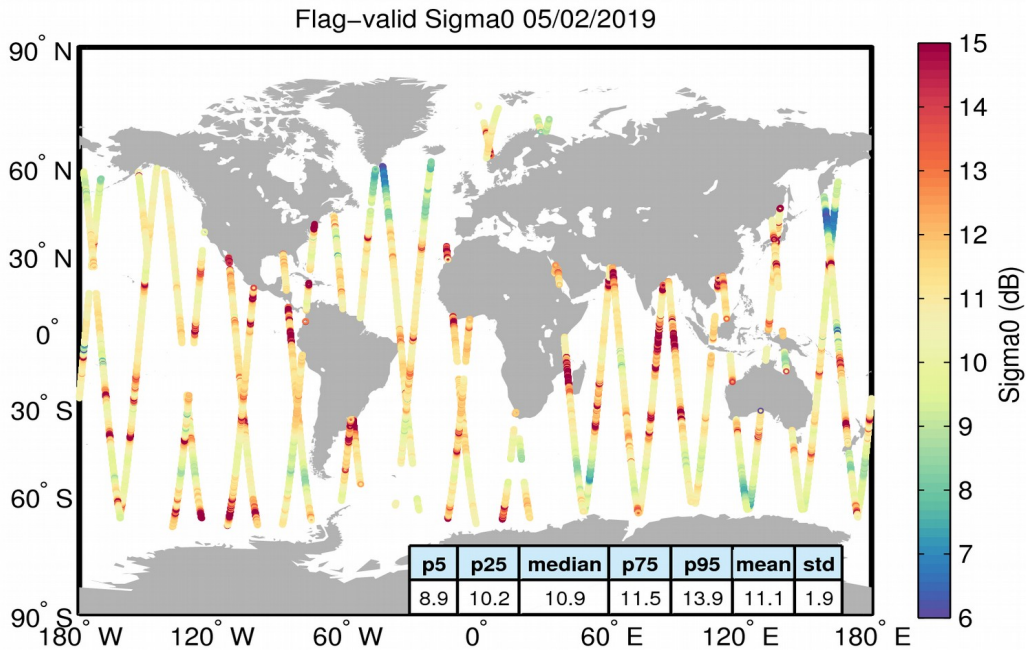 Flag−valid Sigma0 05/02/2019
90° N
60° N
30° N
0°
30° S
60° S
90° S
180° W
120° W
60° W
0°
60° E
120° E
180° E
p5 p25 median p75 p95 mean std
8.9 10.2 10.9 11.5 13.9 11.1 1.9
15
14
13
12
11
10
9
8
7
6
Sigma0 (dB)